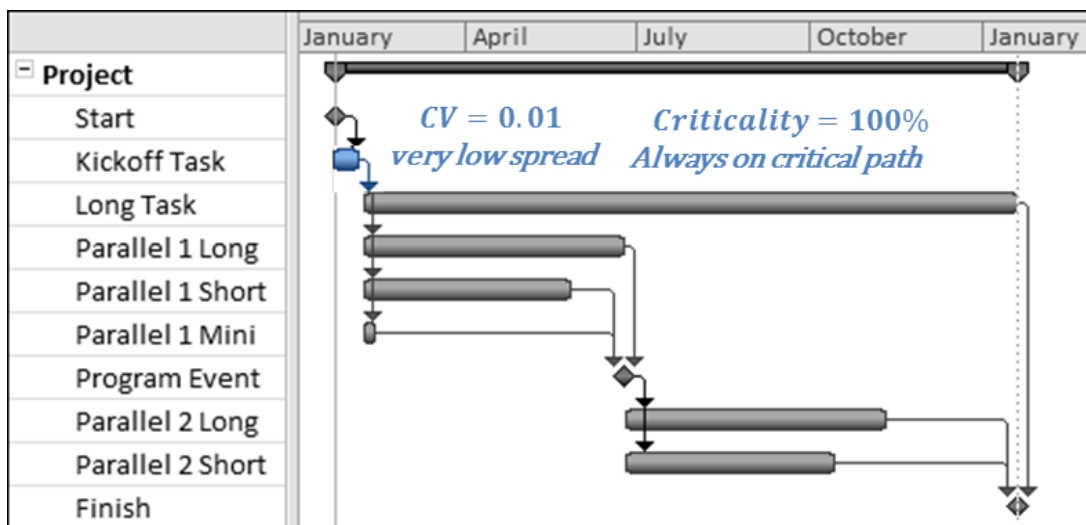 January April July October January
Project
Start
CV = 0.01 Criticality = 100%
Kickoff Task very low spread Always on critical path
Long Task
Parallel 1 Long
Parallel 1 Short
Parallel 1 Mini
Program Event
Parallel 2 Long
Parallel 2 Short
Finish